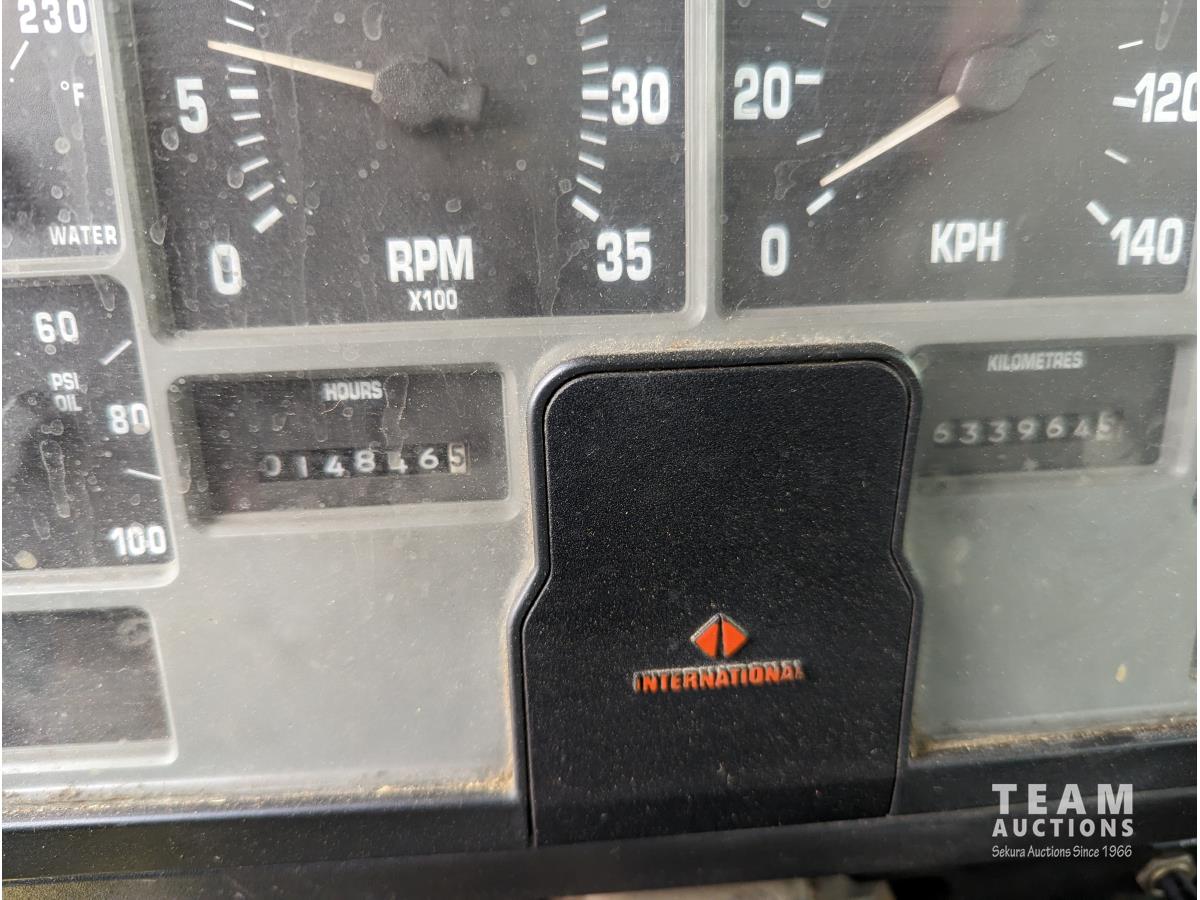 230
°F
WATER
5
30
0
35
RPM
X100
20
120
0
140
KPH
60
PSI
OIL
80
100
HOURS
0148465
KILOMETRES
6339645
INTERNATIONAL
TEAM
AUCTIONS
Sekura Auctions Since 1966